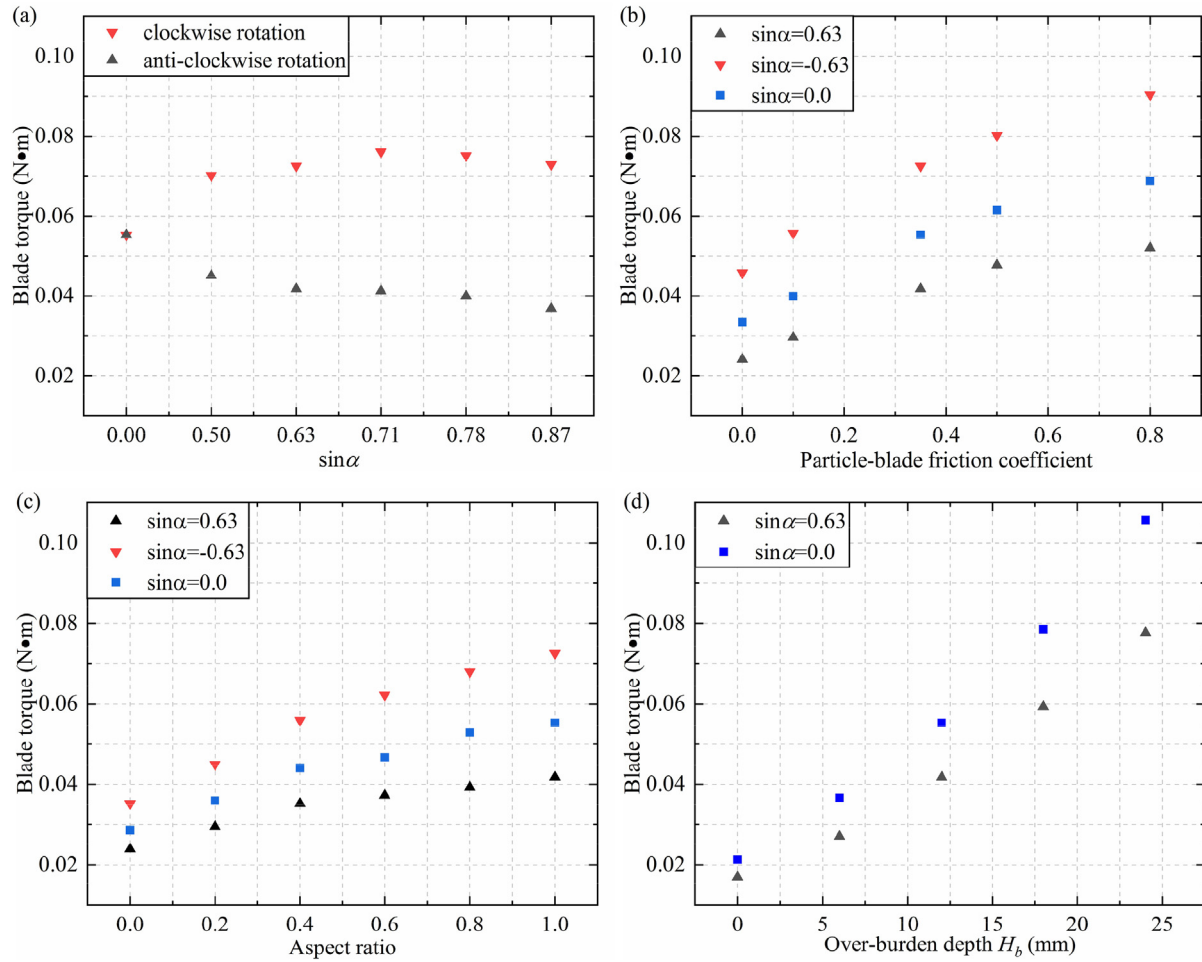 (a)
clockwise rotation
anti-clockwise rotation
Blade torque (N•m)
0.10
0.08
0.06
0.04
0.02
0.00 0.50 0.63 0.71 0.78 0.87
sinα
(b)
sinα=0.63
sinα=-0.63
sinα=0.0
Blade torque (N•m)
0.10
0.08
0.06
0.04
0.02
0.0 0.2 0.4 0.6 0.8
Particle-blade friction coefficient
(c)
sinα=0.63
sinα=-0.63
sinα=0.0
Blade torque (N•m)
0.10
0.08
0.06
0.04
0.02
0.0 0.2 0.4 0.6 0.8 1.0
Aspect ratio
(d)
sinα=0.63
sinα=0.0
Blade torque (N•m)
0.10
0.08
0.06
0.04
0.02
0 5 10 15 20 25
Over-burden depth H_b (mm)